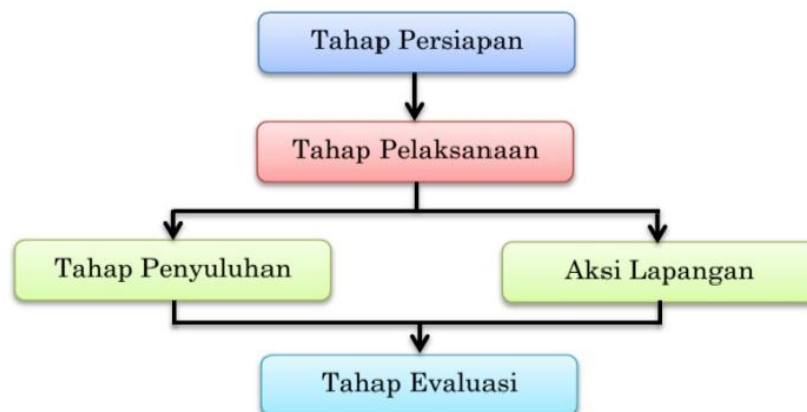 Tahap Persiapan
Tahap Pelaksanaan
Tahap Penyuluhan
Aksi Lapangan
Tahap Evaluasi